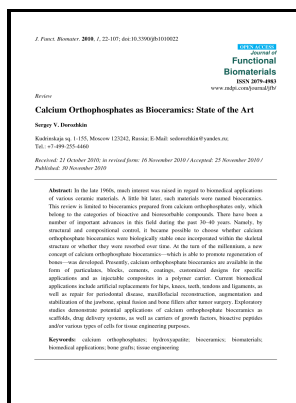 J. Funct. Biomater. 2010, 1, 22-107; doi:10.3390/jfb1010022
OPEN ACCESS
Journal of
Functional
Biomaterials
ISSN 2079-4983
www.mdpi.com/journal/jfb/
Review
Calcium Orthophosphates as Bioceramics: State of the Art
Sergey V. Dorozhkin
Kudrinskaja sq. 1-155, Moscow 123242, Russia; E-Mail: sedorozhkin@yandex.ru;
Tel.: +7-499-255-4460
Received: 21 October 2010; in revised form: 16 November 2010 / Accepted: 25 November 2010 /
Published: 30 November 2010
Abstract: In the late 1960s, much interest was raised in regard to biomedical applications
of various ceramic materials. A little bit later, such materials were named bioceramics.
This review is limited to bioceramics prepared from calcium orthophosphates only, which
belong to the categories of bioactive and bioresorbable compounds. There have been a
number of important advances in this field during the past 30–40 years. Namely, by
structural and compositional control, it became possible to choose whether calcium
orthophosphate bioceramics were biologically stable once incorporated within the skeletal
structure or whether they were resorbed over time. At the turn of the millennium, a new
concept of calcium orthophosphate bioceramics—which is able to promote regeneration of
bones—was developed. Presently, calcium orthophosphate bioceramics are available in the
form of particulates, blocks, cements, coatings, customized designs for specific
applications and as injectable composites in a polymer carrier. Current biomedical
applications include artificial replacements for hips, knees, teeth, tendons and ligaments, as
well as repair for periodontal disease, maxillofacial reconstruction, augmentation and
stabilization of the jawbone, spinal fusion and bone fillers after tumor surgery. Exploratory
studies demonstrate potential applications of calcium orthophosphate bioceramics as
scaffolds, drug delivery systems, as well as carriers of growth factors, bioactive peptides
and/or various types of cells for tissue engineering purposes.
Keywords: calcium orthophosphates; hydroxyapatite; bioceramics; biomaterials;
biomedical applications; bone grafts; tissue engineering